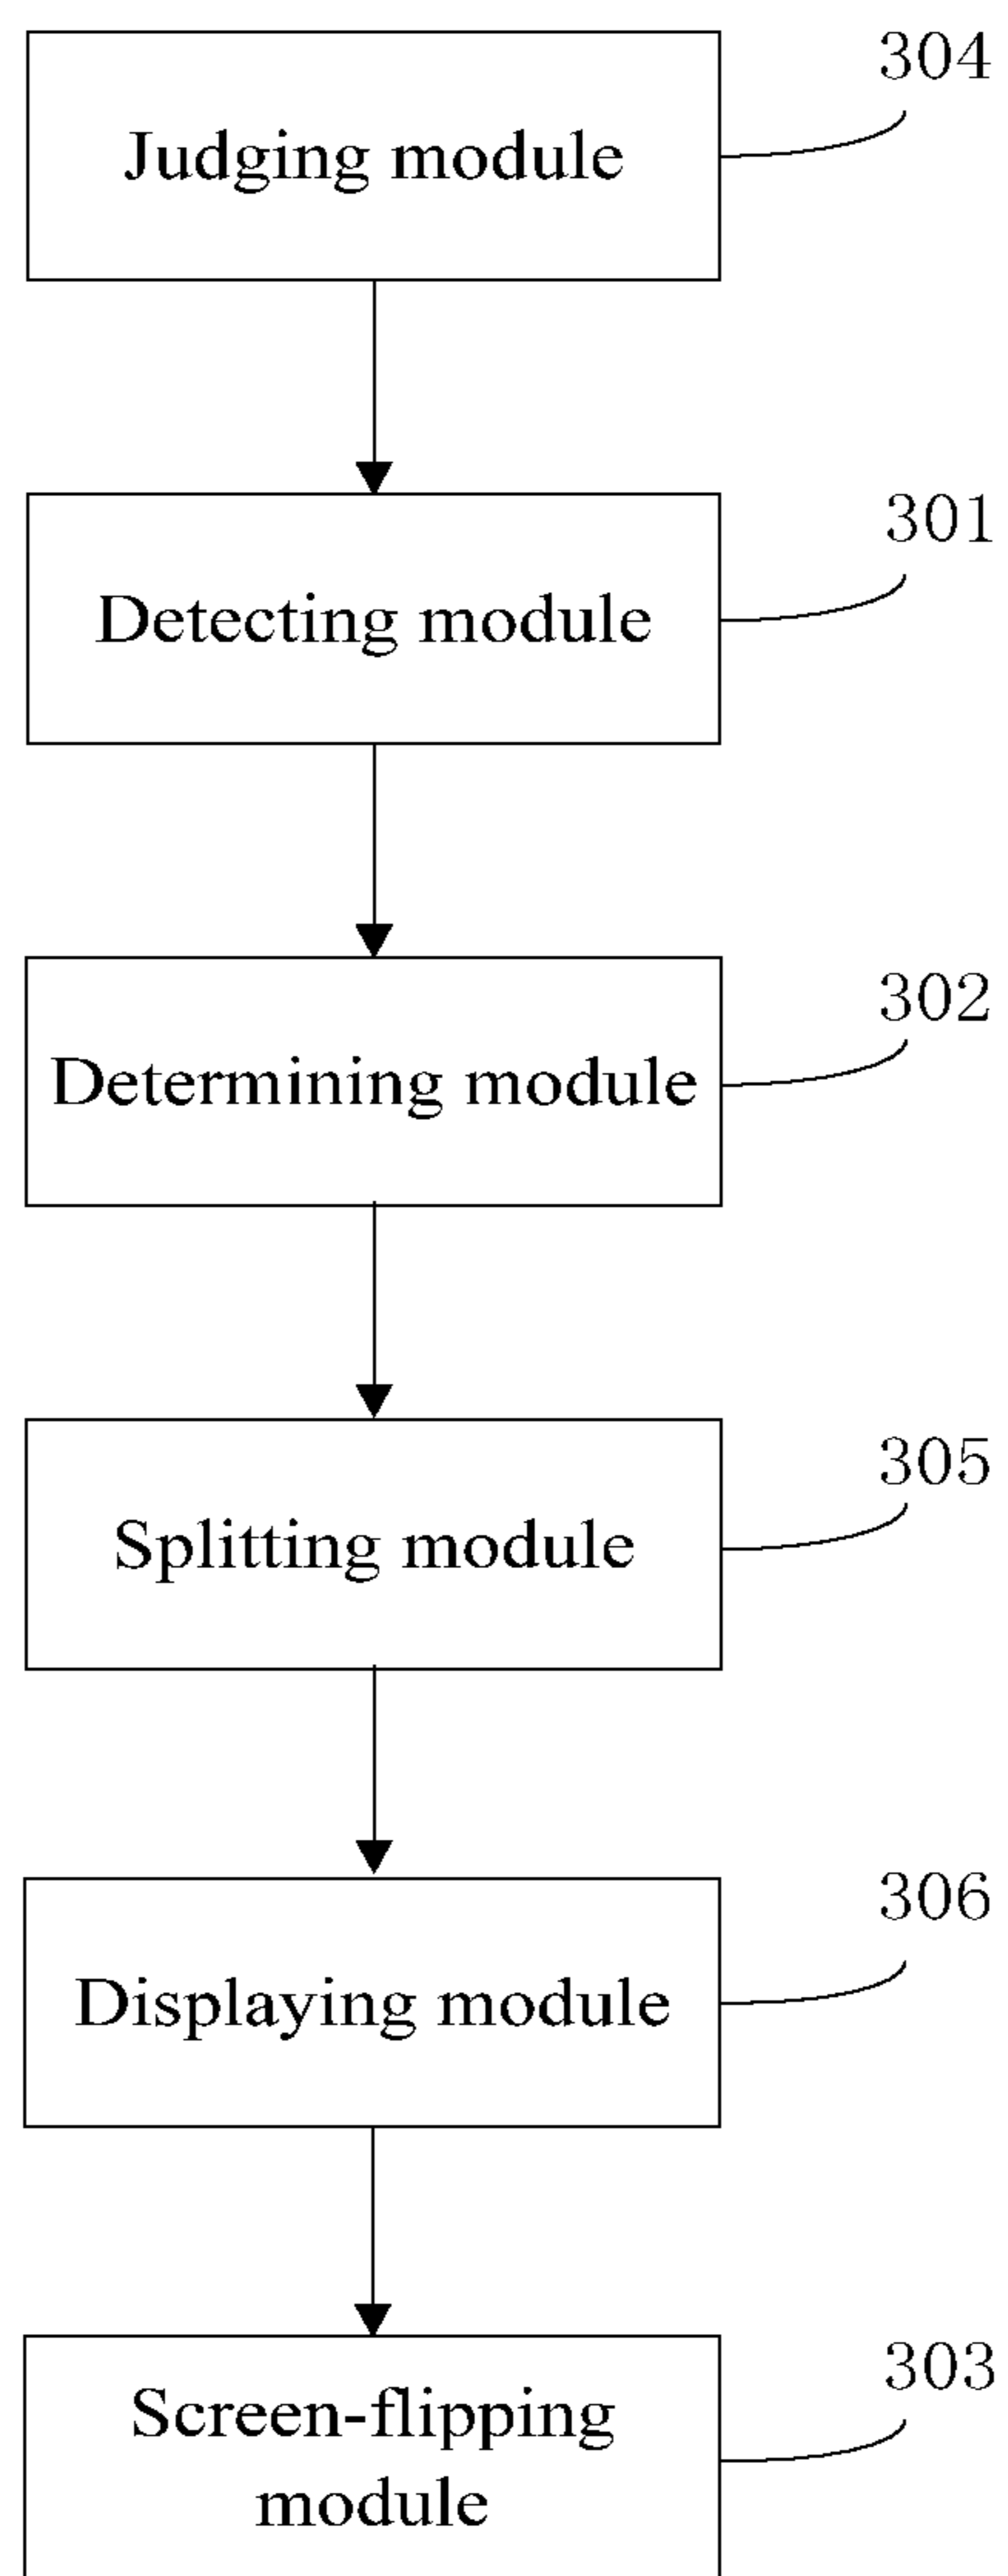 304
Judging module
301
Detecting module
302
Determining module
305
Splitting module
306
Displaying module
303
Screen-flipping
module